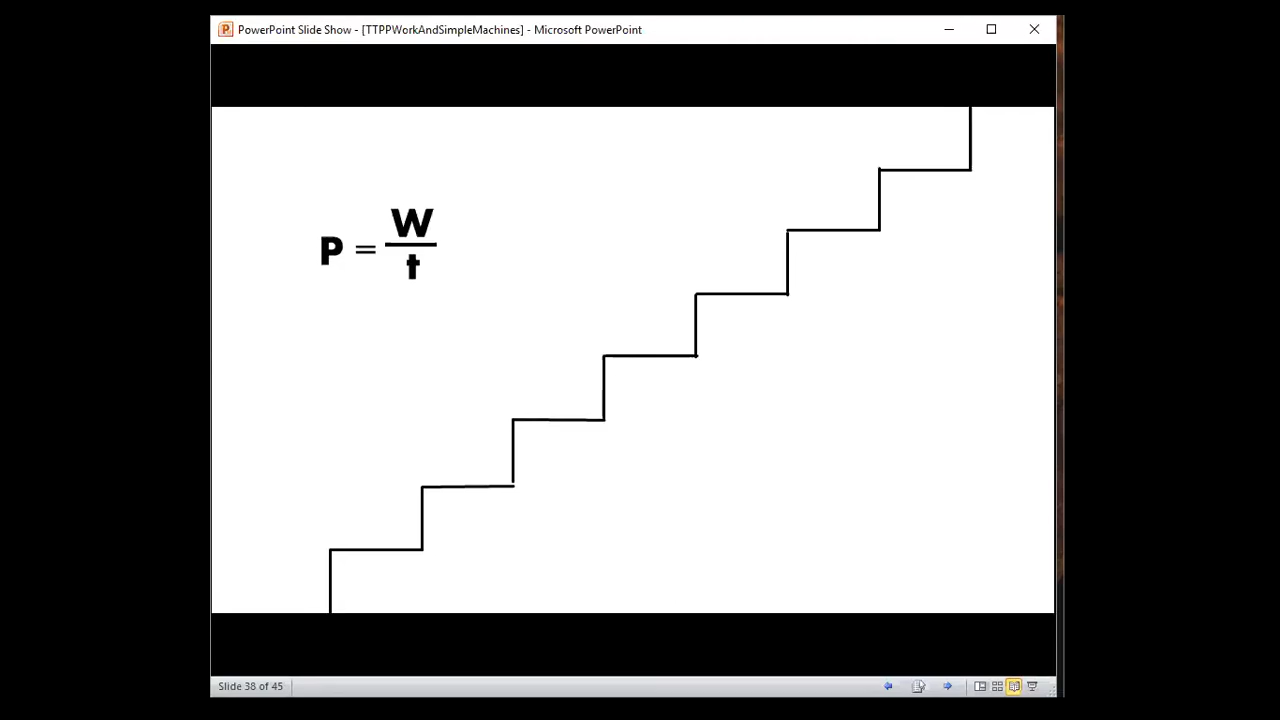 PowerPoint Slide Show - [TTPPWorkAndSimpleMachines] - Microsoft PowerPoint
P = W/t
Slide 38 of 45